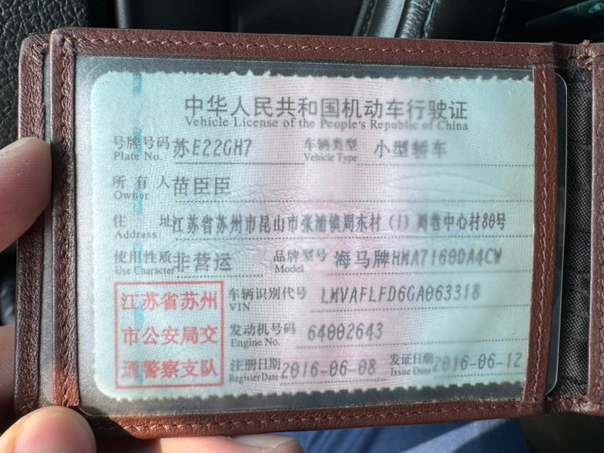 中华人民共和国机动车行驶证
Vehicle License of the People's Republic of China
号牌号码 苏E22GH7 车辆类型 小型轿车
Plate No. Vehicle Type
所有人 苗臣臣
Owner
住址 江苏省苏州市昆山市张浦镇周东村(1)周巷中心村80号
Address
使用性质 非营运 品牌型号 海马牌HMA7160DA4CW
Use Character Model
江苏省苏州
市公安局交
通警察支队
车辆识别代号 LMVAFLFD6GA063318
VIN
发动机号码 64002643
Engine No.
注册日期 2016-06-08 发证日期 2016-06-12
Register Date Issue Date